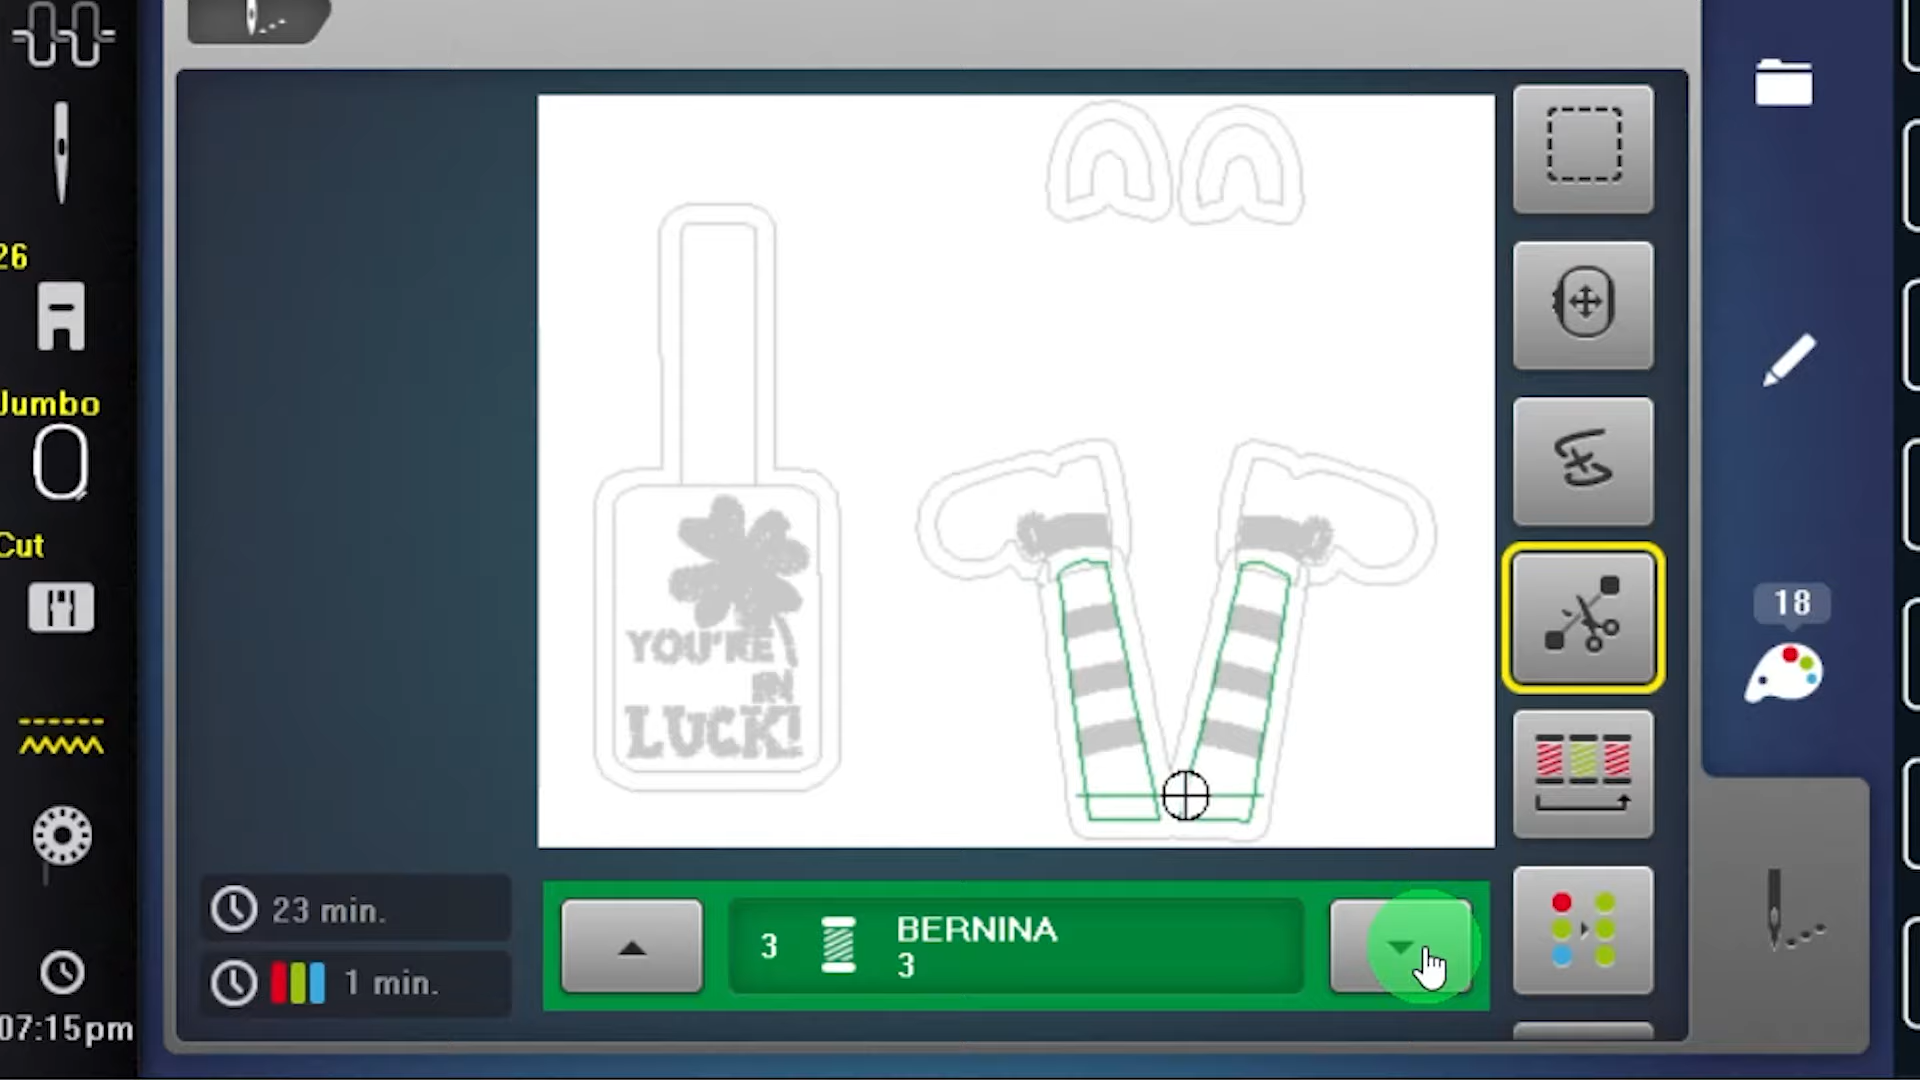 26
Jumbo
Cut
07:15pm
YOU'RE
IN
LUCK!
23 min.
1 min.
3
BERNINA
3
18